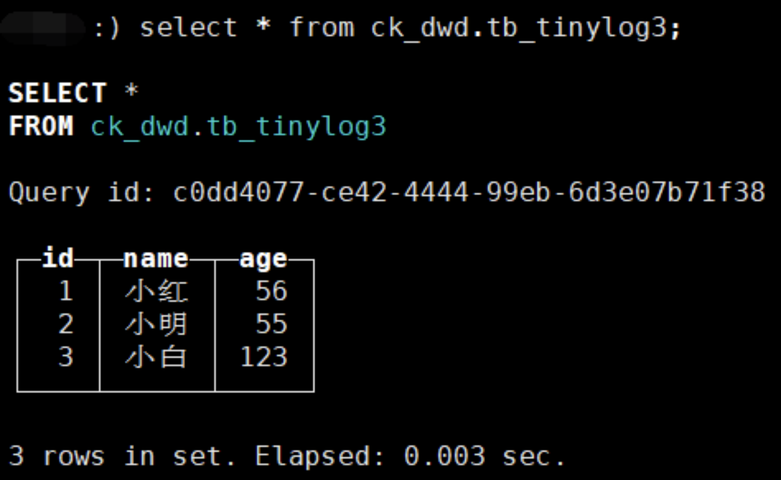 :) select * from ck_dwd.tb_tinylog3;
SELECT *
FROM ck_dwd.tb_tinylog3
Query id: c0dd4077-ce42-4444-99eb-6d3e07b71f38
id name age
1 小红 56
2 小明 55
3 小白 123
3 rows in set. Elapsed: 0.003 sec.